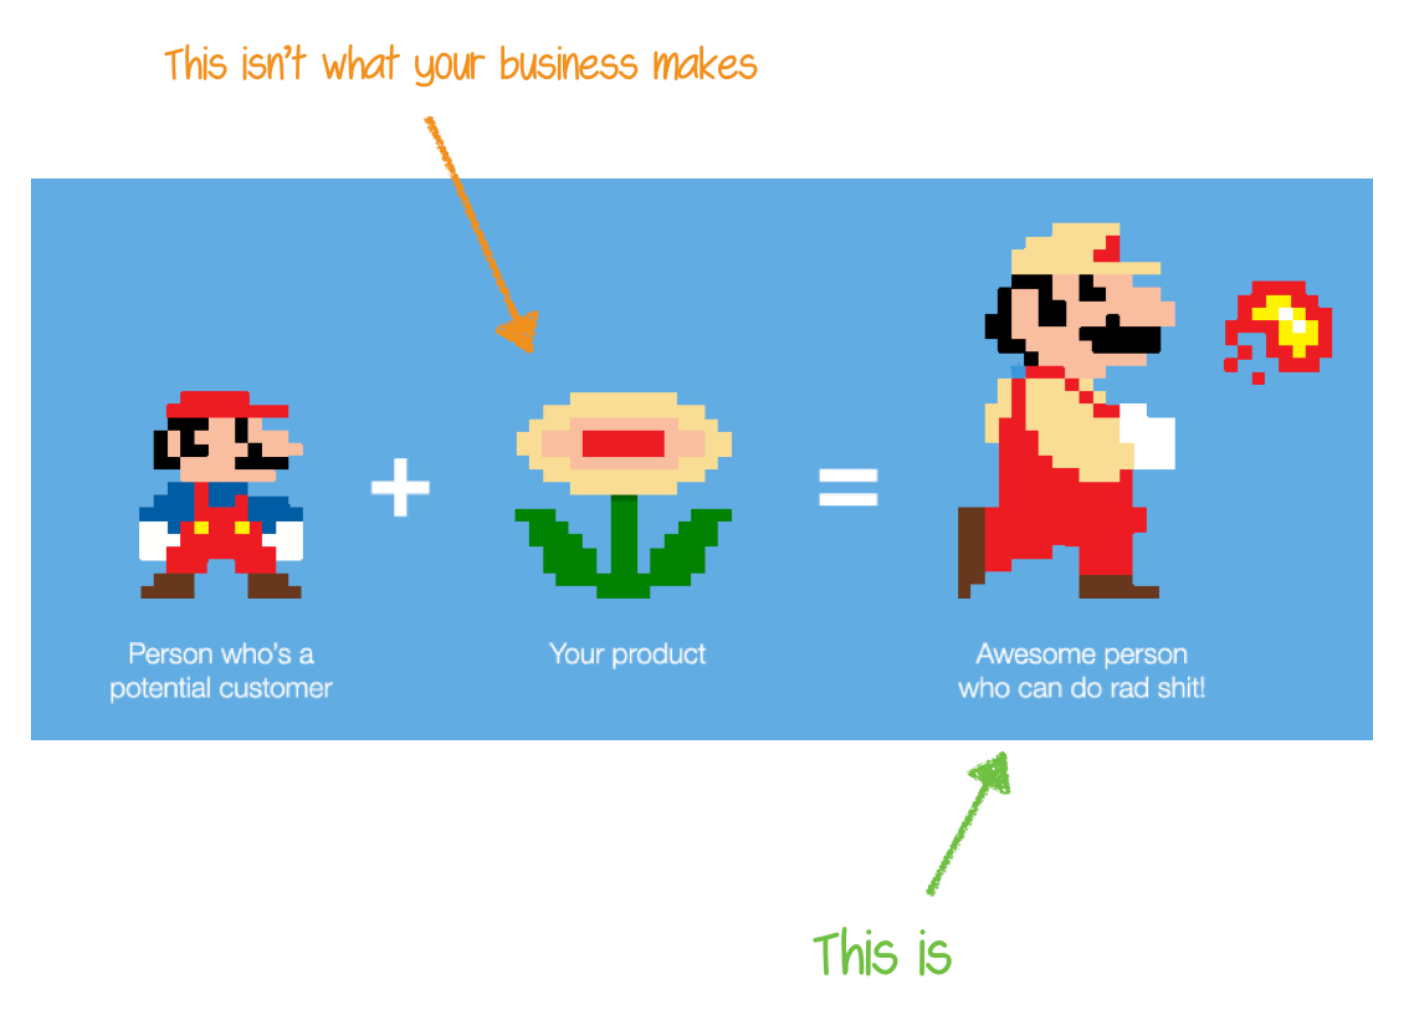 This isn't what your business makes
+
=
Person who's a
potential customer
Your product
Awesome person
who can do rad shit!
This is